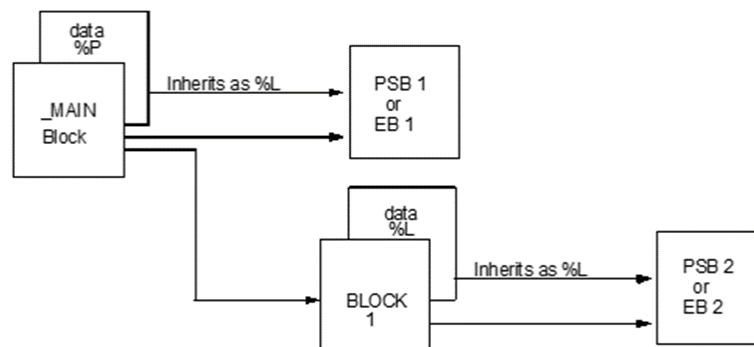 data
%P
Inherits as %L
_MAIN
Block
PSB 1
or
EB 1
data
%L
Inherits as %L
BLOCK
1
PSB 2
or
EB 2